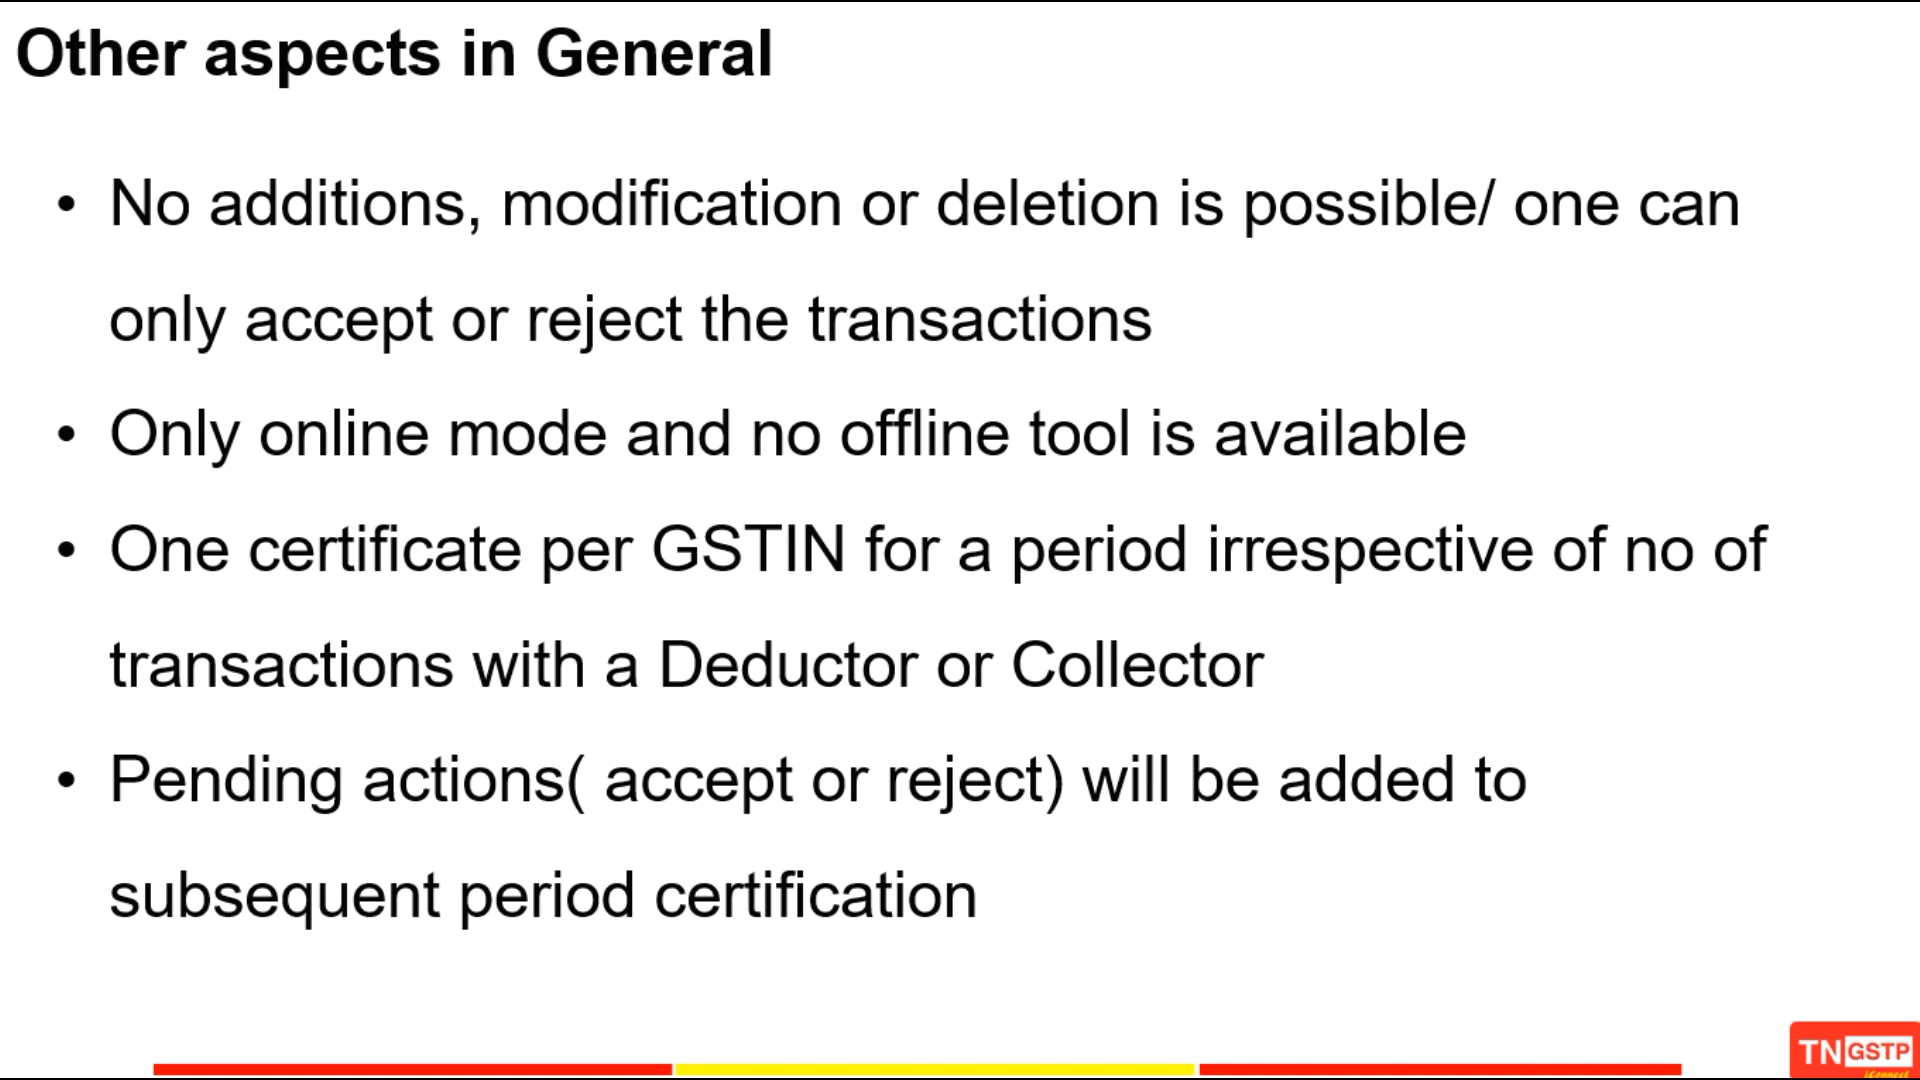 Other aspects in General
• No additions, modification or deletion is possible/ one can
only accept or reject the transactions
• Only online mode and no offline tool is available
• One certificate per GSTIN for a period irrespective of no of
transactions with a Deductor or Collector
• Pending actions( accept or reject) will be added to
subsequent period certification
TN GSTP
iConnect